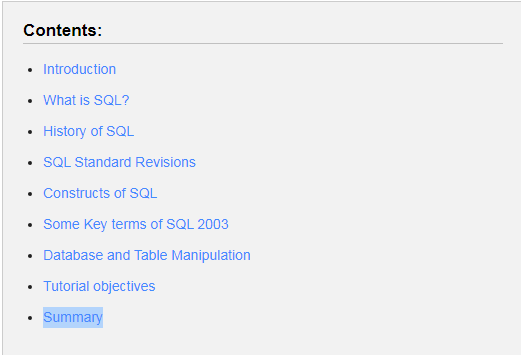 Contents:
Introduction
What is SQL?
History of SQL
SQL Standard Revisions
Constructs of SQL
Some Key terms of SQL 2003
Database and Table Manipulation
Tutorial objectives
Summary